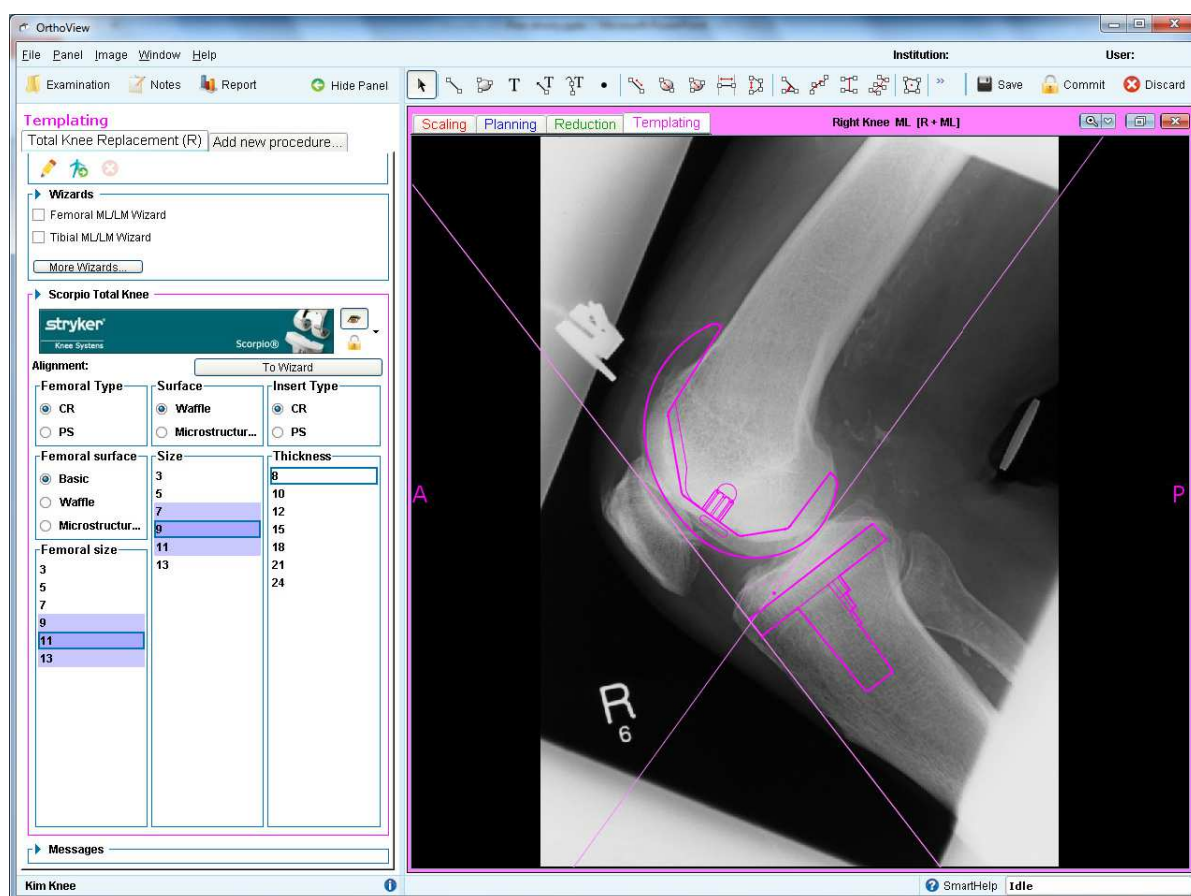 OrthoView
File Panel Image Window Help
Institution: User:
Examination Notes Report Hide Panel
T T T » Save Commit Discard
Templating
Total Knee Replacement (R) Add new procedure...
Scaling Planning Reduction Templating Right Knee ML [R + ML]
Wizards
Femoral ML/LM Wizard
Tibial ML/LM Wizard
More Wizards...
Scorpio Total Knee
stryker
Knee Systems Scorpio®
Alignment: To Wizard
Femoral Type
CR
PS
Surface
Waffle
Microstructur...
Insert Type
CR
PS
Femoral surface
Basic
Waffle
Microstructur...
Size
3
5
7
9
11
13
Thickness
8
10
12
15
18
21
24
Femoral size
3
5
7
9
11
13
Messages
A
P
R
6
Kim Knee SmartHelp Idle